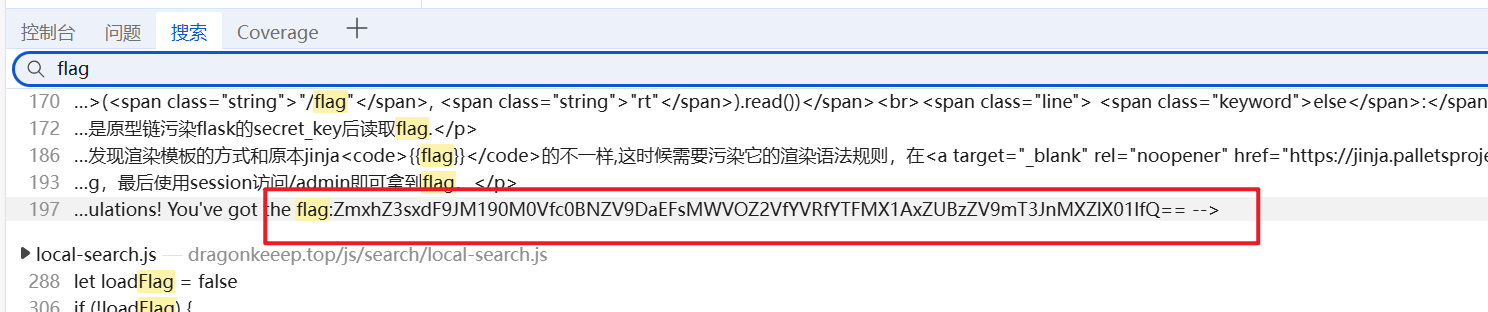 控制台 问题 搜索 Coverage
flag
170 ...>(<span class="string">"/flag"</span>, <span class="string">"rt"</span>).read())</span><br><span class="line"> <span class="keyword">else</span>:</span
172 ...是原型链污染flask的secret_key后读取flag.</p>
186 ...发现渲染模板的方式和原本jinja<code>{{flag}}</code>的不一样,这时候需要污染它的渲染语法规则，在<a target="_blank" rel="noopener" href="https://jinja.palletsproje
193 ...g，最后使用session访问/admin即可拿到flag。</p>
197 ...ulations! You've got the flag:ZmxhZ3sxdF9JM190M0Vfc0BNZV9DaEFsMWVOZ2VfYVRfYTFMX1AxZUBzZV9mT3JnMXZlX01lfQ== -->
local-search.js — dragonkeeep.top/js/search/local-search.js
288 let loadFlag = false
306 if (!loadFlag) {